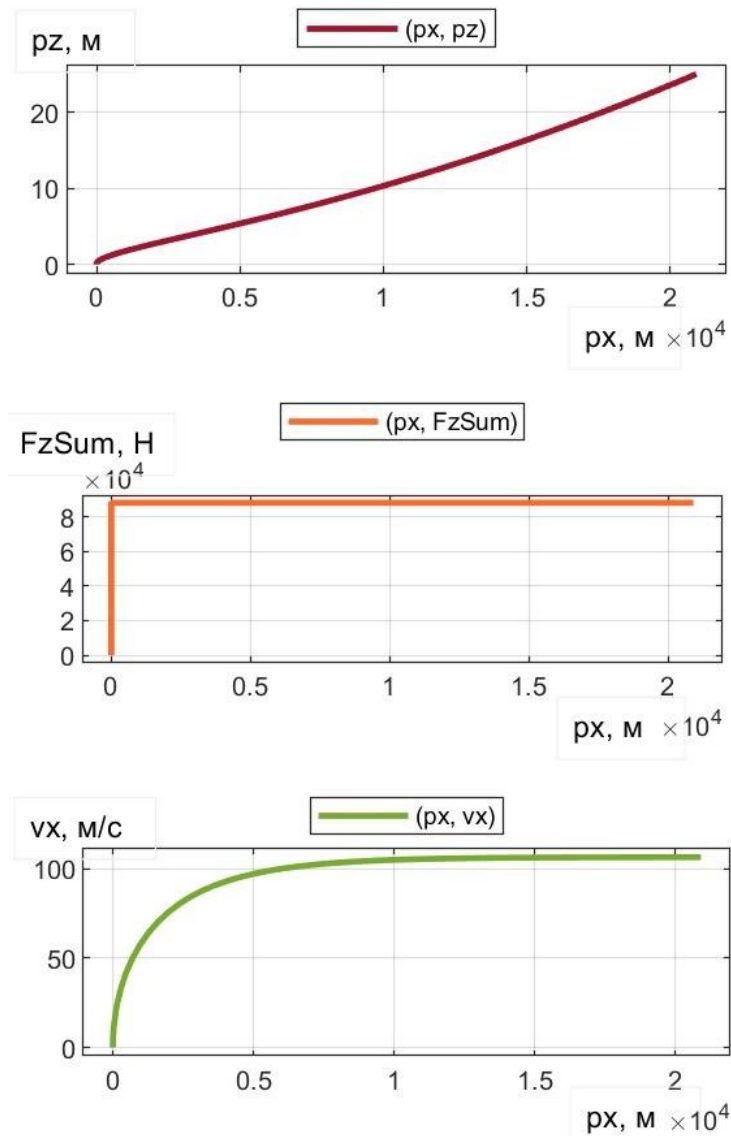 (px, pz)
pz, м
20
10
0
0 0.5 1 1.5 2
px, м ×10⁴
(px, FzSum)
FzSum, Н
×10⁴
8
6
4
2
0
0 0.5 1 1.5 2
px, м ×10⁴
(px, vx)
vx, м/с
100
50
0
0 0.5 1 1.5 2
px, м ×10⁴